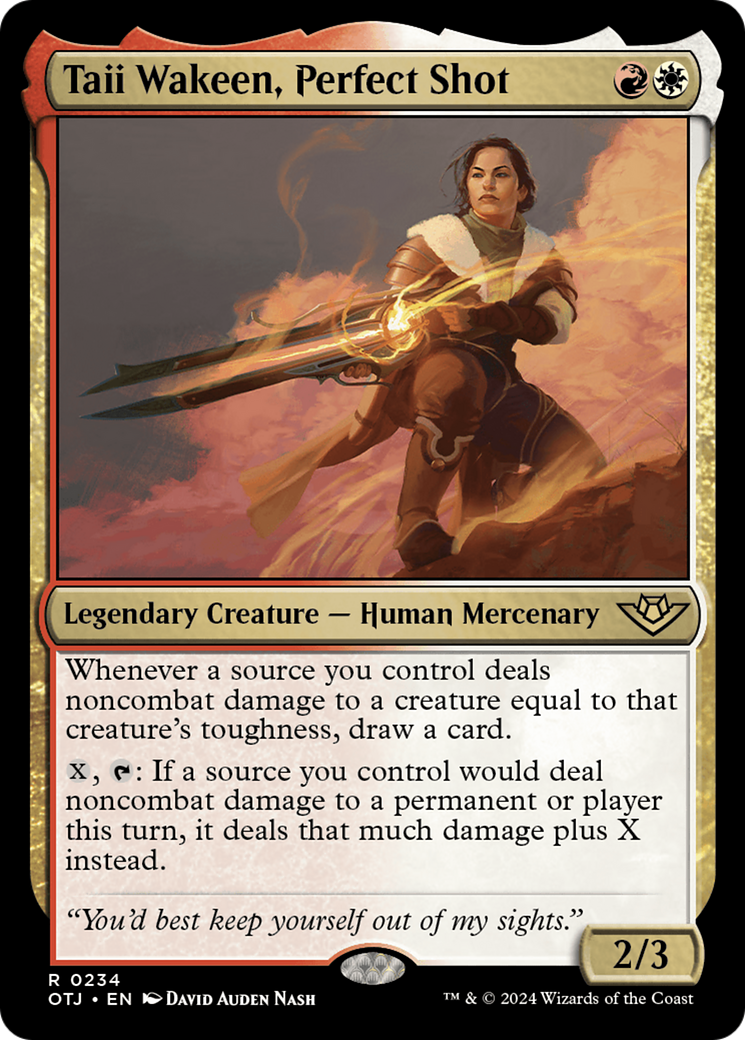 Taii Wakeen, Perfect Shot
Legendary Creature — Human Mercenary
Whenever a source you control deals
noncombat damage to a creature equal to that
creature's toughness, draw a card.
X, : If a source you control would deal
noncombat damage to a permanent or player
this turn, it deals that much damage plus X
instead.
“You'd best keep yourself out of my sights.”
2/3
R 0234
OTJ • EN David Auden Nash
™ & © 2024 Wizards of the Coast